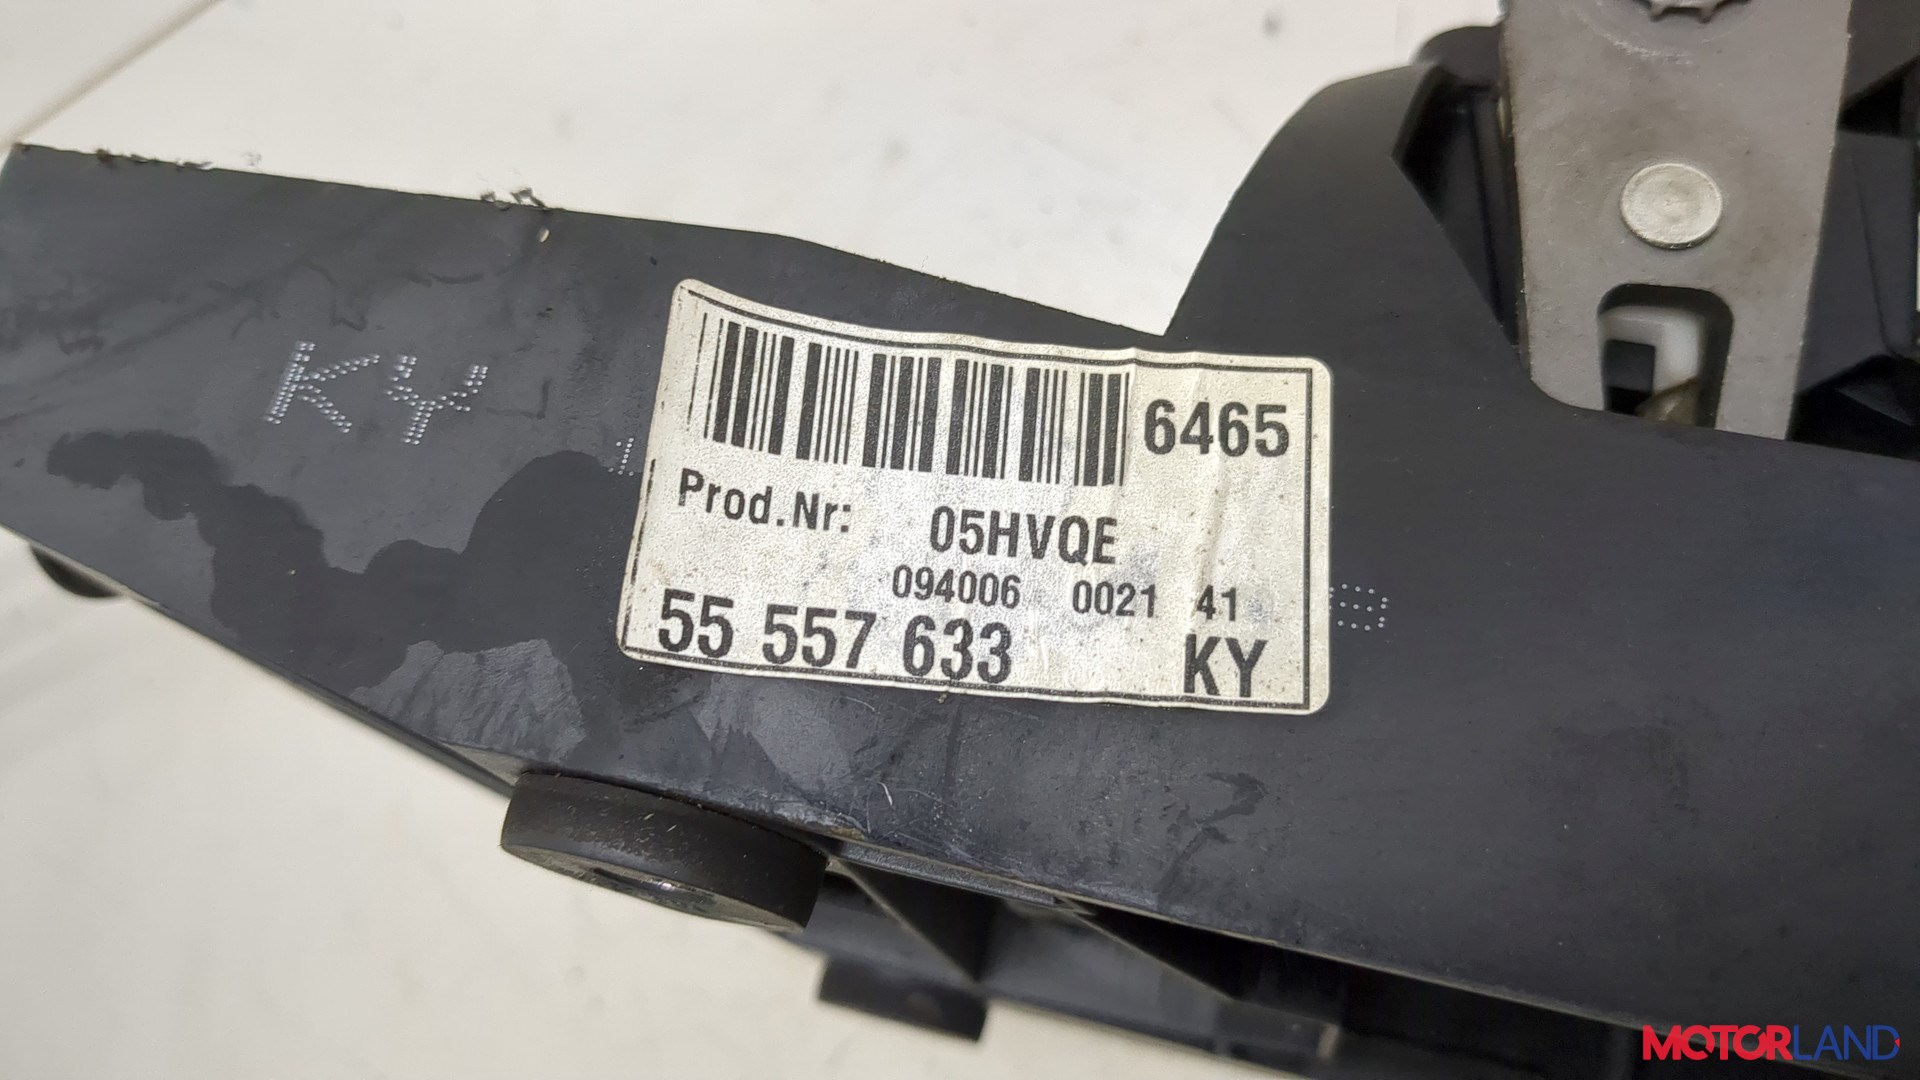 KY
6465
Prod.Nr: 05HVQE
094006 0021 41
55 557 633 KY
MOTORLAND